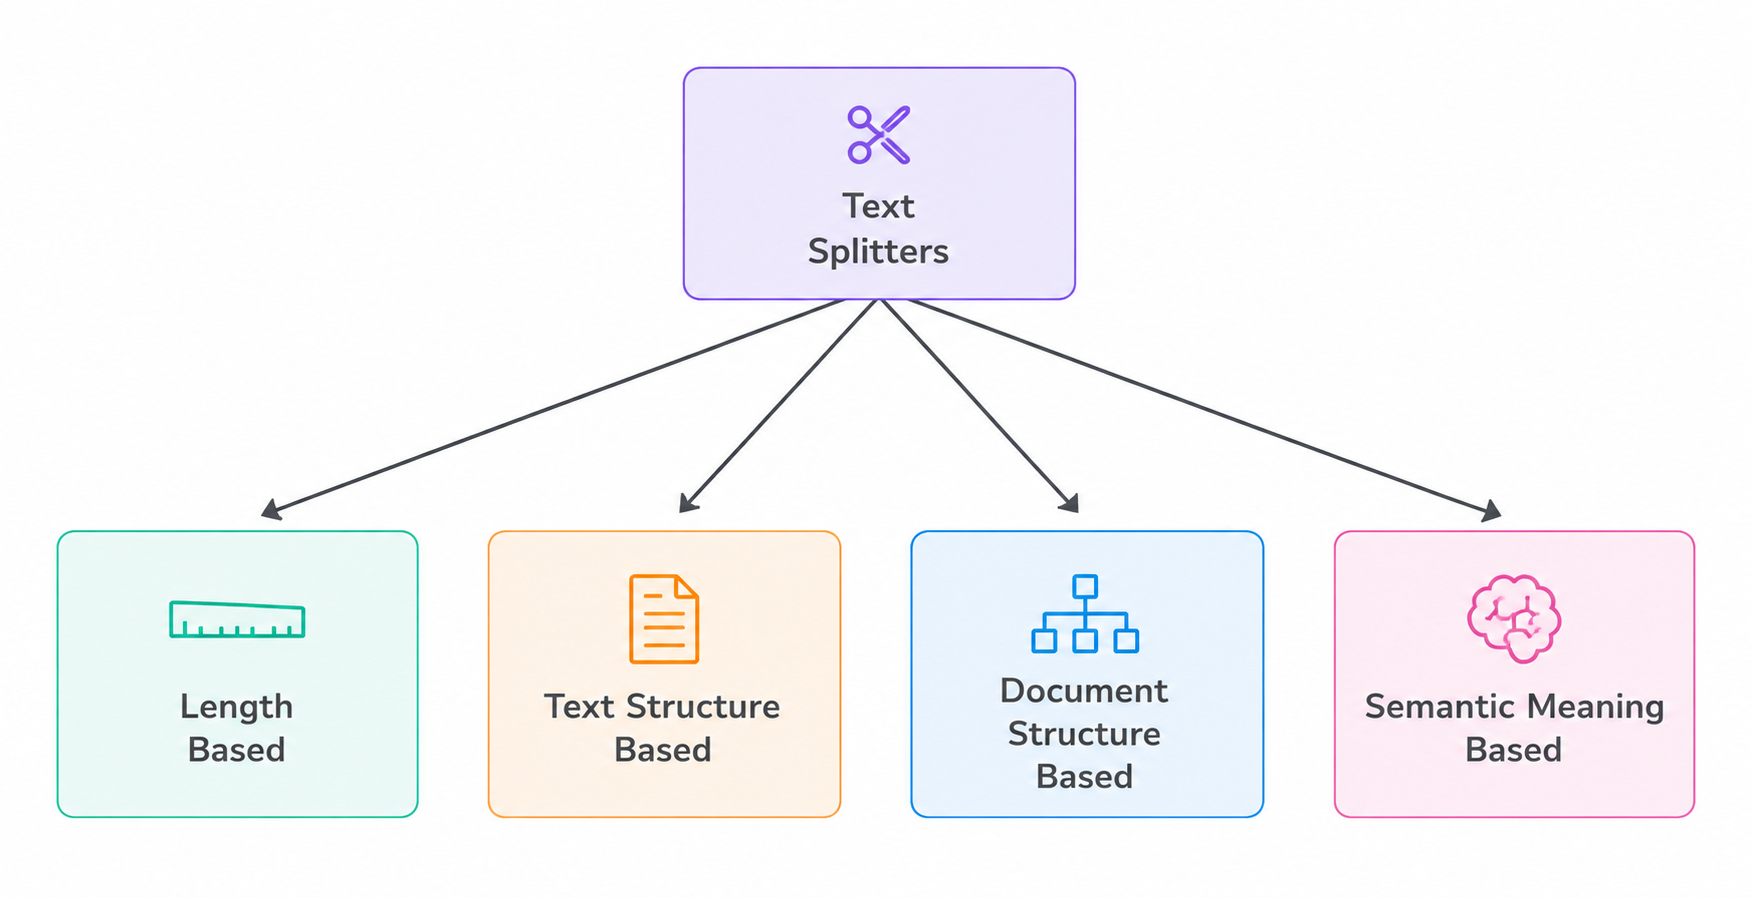 Text
Splitters
Length
Based
Text Structure
Based
Document
Structure
Based
Semantic Meaning
Based